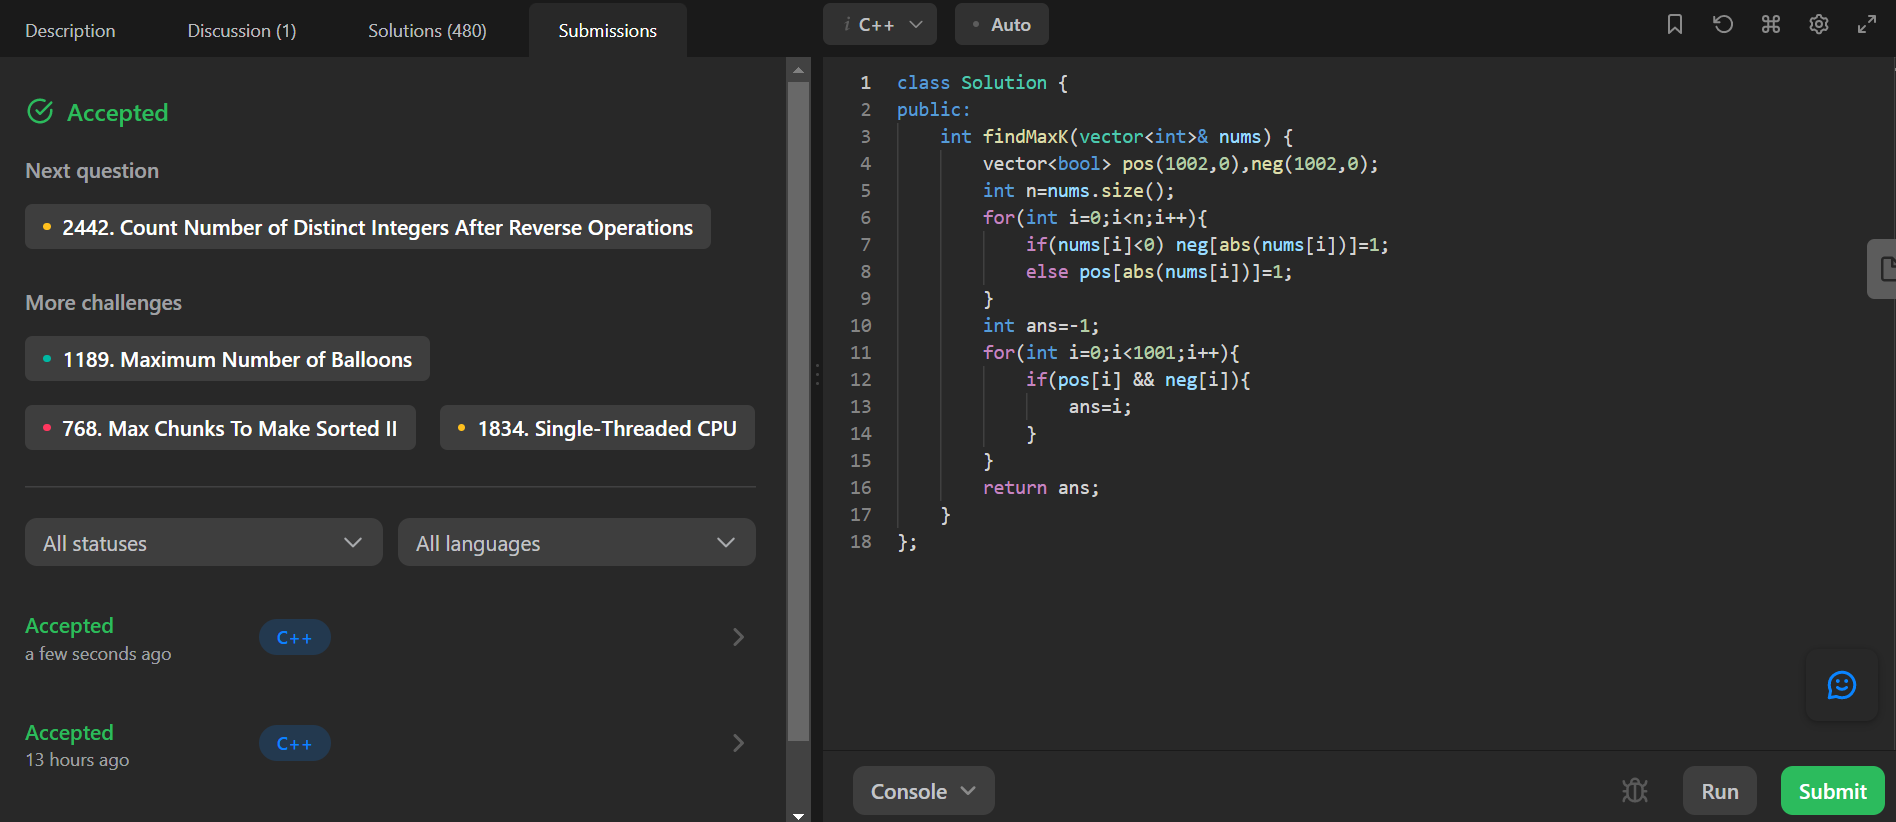 Description
Discussion (1)
Solutions (480)
Submissions
Accepted
Next question
2442. Count Number of Distinct Integers After Reverse Operations
More challenges
1189. Maximum Number of Balloons
768. Max Chunks To Make Sorted II
1834. Single-Threaded CPU
All statuses
All languages
Accepted
a few seconds ago
C++
Accepted
13 hours ago
C++
i C++
Auto
1 class Solution {
2 public:
3     int findMaxK(vector<int>& nums) {
4         vector<bool> pos(1002,0),neg(1002,0);
5         int n=nums.size();
6         for(int i=0;i<n;i++){
7             if(nums[i]<0) neg[abs(nums[i])]=1;
8             else pos[abs(nums[i])]=1;
9         }
10         int ans=-1;
11         for(int i=0;i<1001;i++){
12             if(pos[i] && neg[i]){
13                 ans=i;
14             }
15         }
16         return ans;
17     }
18 };
Console
Run
Submit